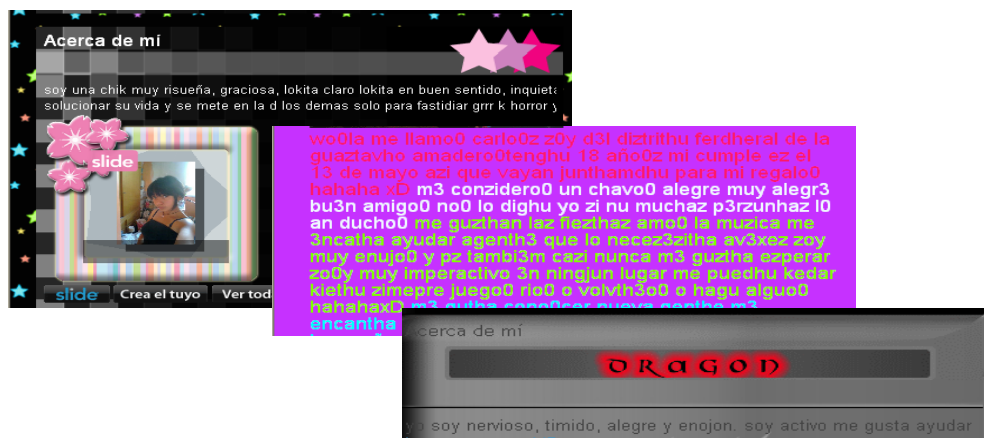 Acerca de mí
soy una chik muy risueña, graciosa, lokita claro lokita en buen sentido, inquieta
solucionar su vida y se mete en la d los demas solo para fastidiar grrr k horror y
slide
slide Crea el tuyo Ver tod
wo0la me llamo0 carlo0z z0y d3l diztrithu ferdheral de la
guaztavho amadero0tenghu 18 año0z mi cumple ez el
13 de mayo azi que vayan junthamdhu para mi regalo0
hahaha xD m3 conzidero0 un chavo0 alegre muy alegr3
bu3n amigo0 no0 lo dighu yo zi nu muchaz p3rzunhaz l0
an ducho0 me guzthan laz fiezthaz amo0 la muzica me
3ncatha ayudar agenth3 que lo necez3zitha av3xez zoy
muy enujo0 y pz tambi3m cazi nunca m3 guztha ezperar
zo0y muy imperactivo 3n ningjun lugar me puedhu kedar
kiethu zimepre juego0 rio0 o volvth3o0 o hagu alguo0
hahahaxD m3 gutha cono0cer nueva genthe m3
encantha
Acerca de mí
DRAGON
yo soy nervioso, timido, alegre y enojon. soy activo me gusta ayudar